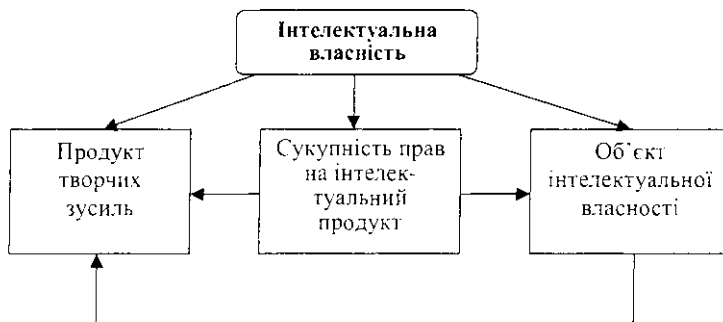 Інтелектуальна
власність
Продукт
творчих
зусиль
Сукупність прав
на інтелек-
туальний
продукт
Об’єкт
інтелектуальної
власності